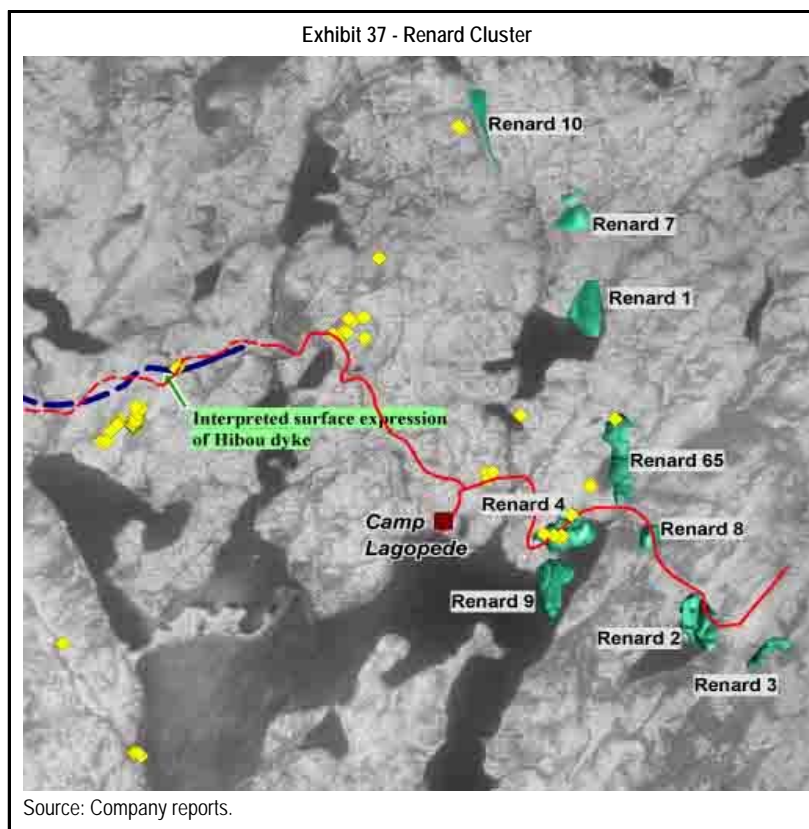 Exhibit 37 - Renard Cluster
Renard 10
Renard 7
Renard 1
Interpreted surface expression
of Hibou dyke
Renard 65
Renard 4
Camp
Lagopede
Renard 8
Renard 9
Renard 2
Renard 3
Source: Company reports.